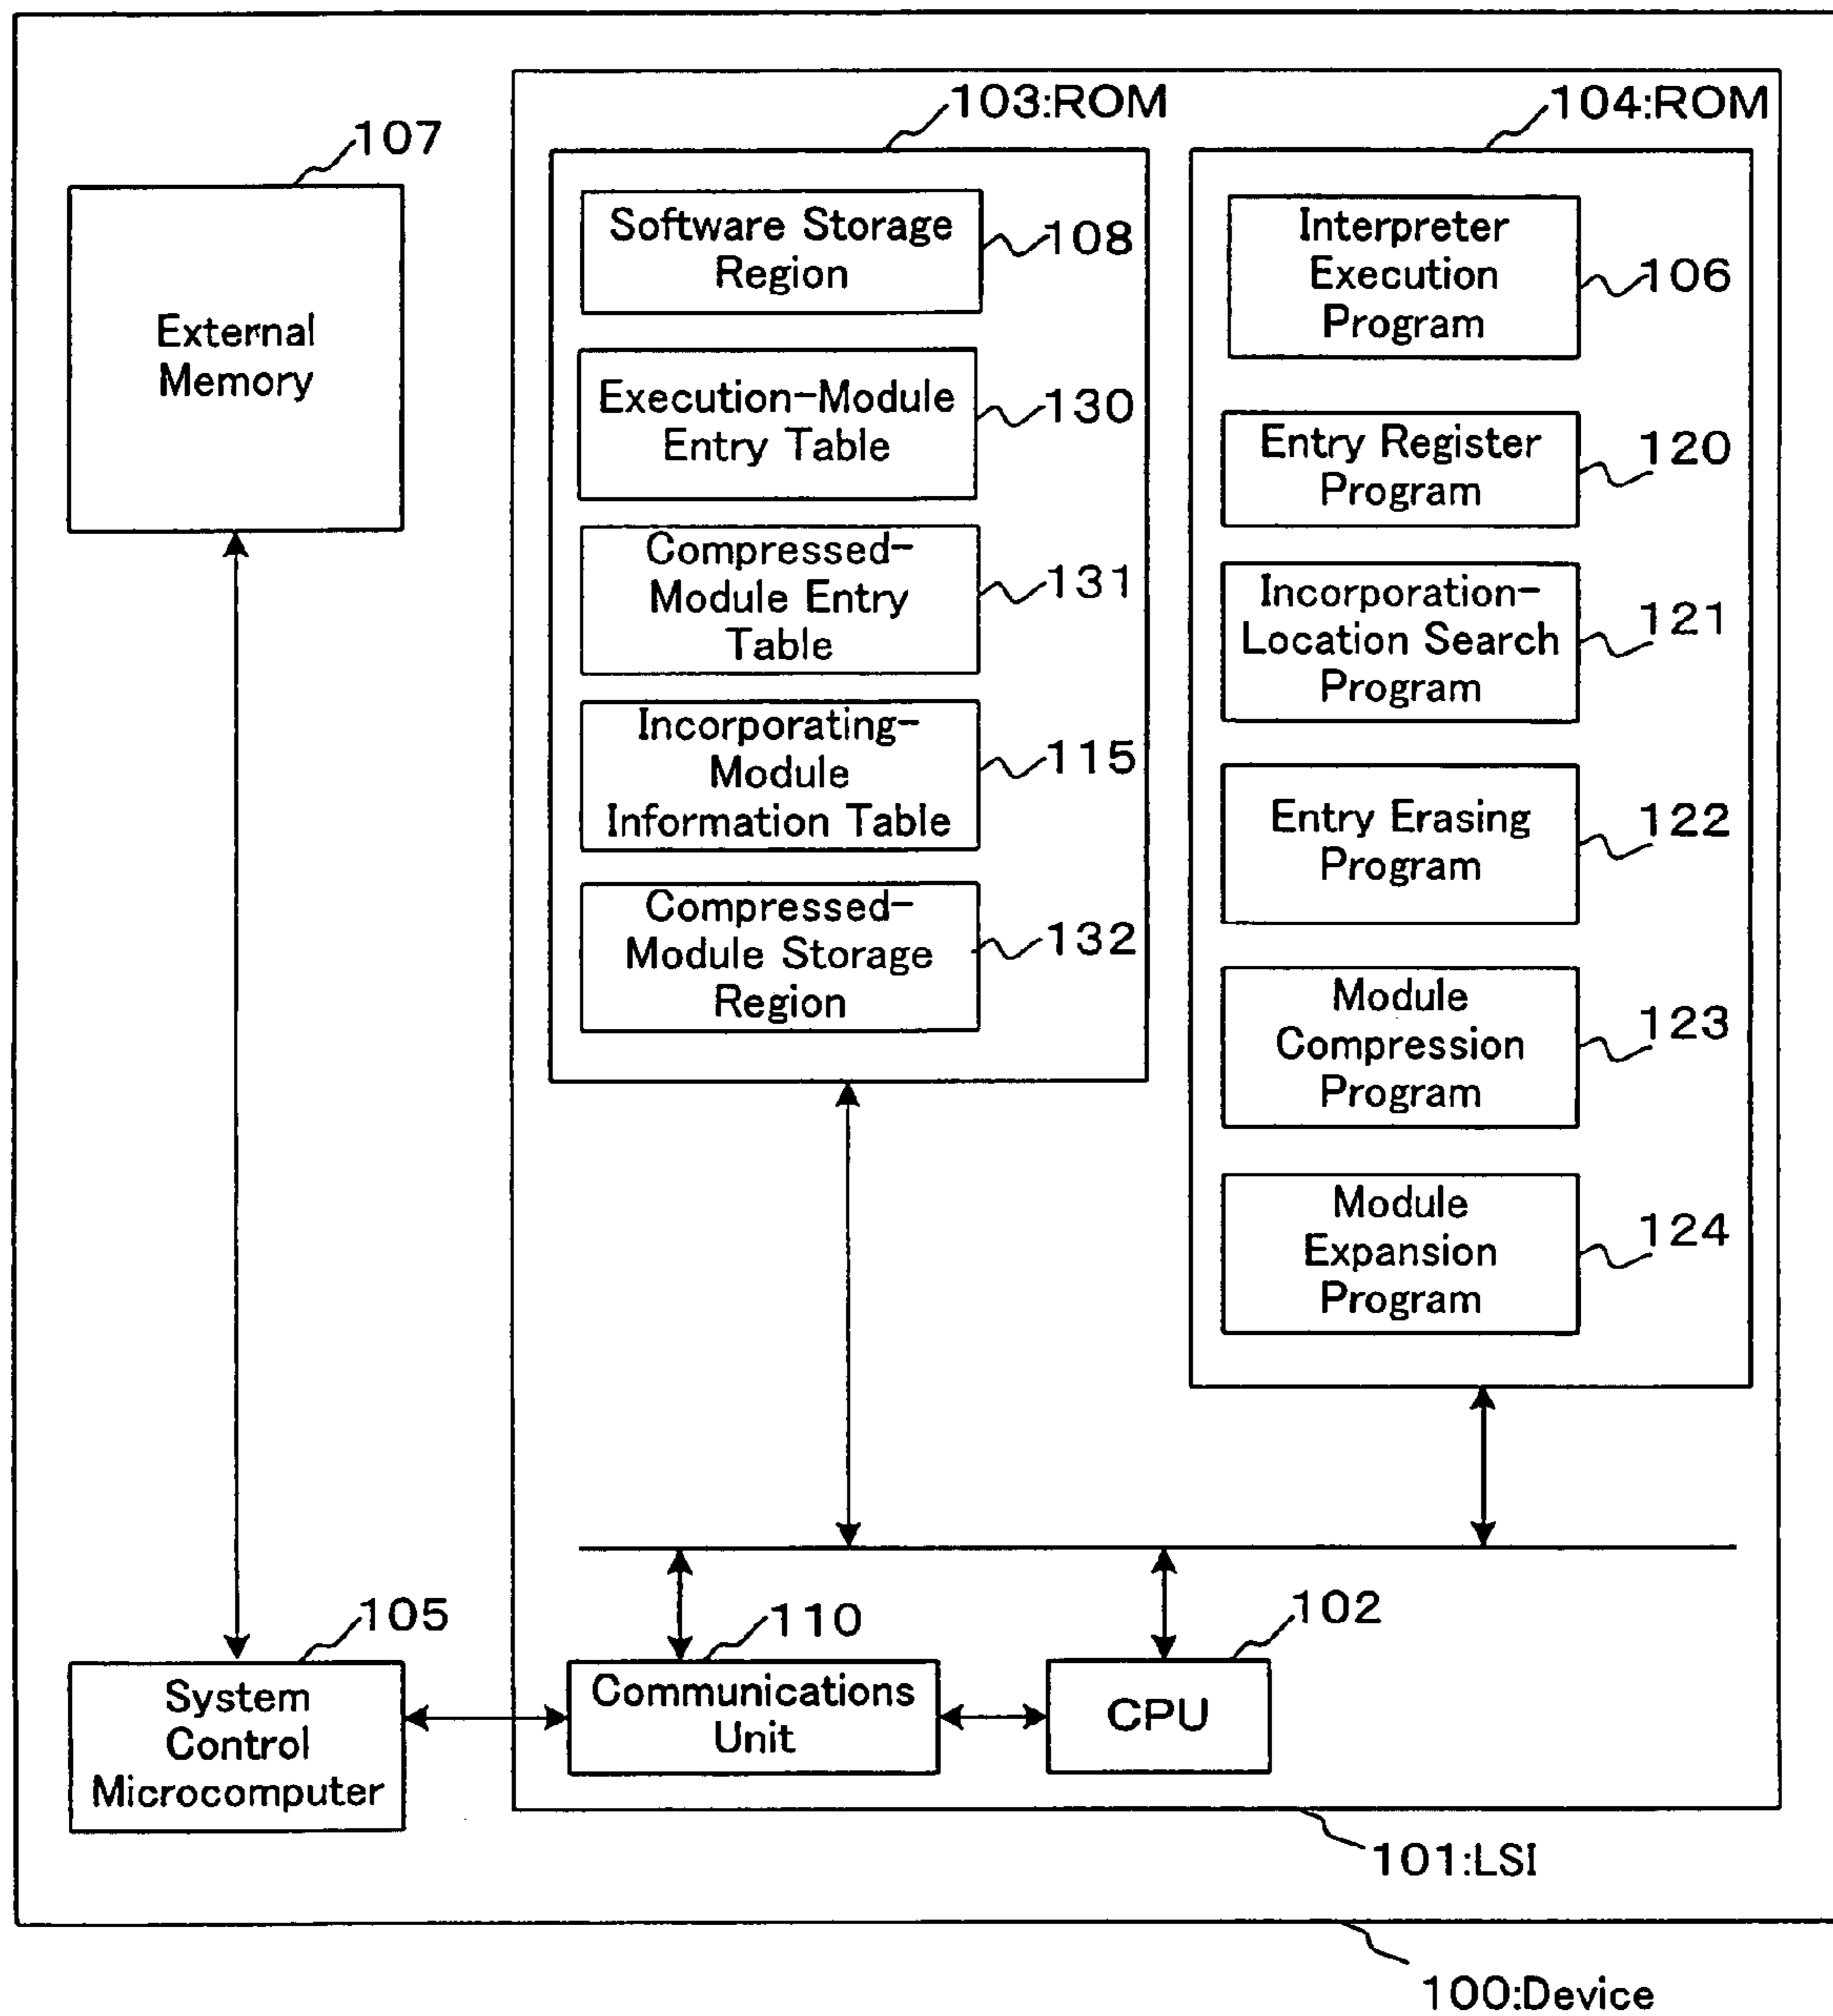 103:ROM
104:ROM
107
External
Memory
Software Storage
Region
108
Execution-Module
Entry Table
130
Compressed-
Module Entry
Table
131
Incorporating-
Module
Information Table
115
Compressed-
Module Storage
Region
132
Interpreter
Execution
Program
106
Entry Register
Program
120
Incorporation-
Location Search
Program
121
Entry Erasing
Program
122
Module
Compression
Program
123
Module
Expansion
Program
124
105
System
Control
Microcomputer
110
Communications
Unit
102
CPU
101:LSI
100:Device